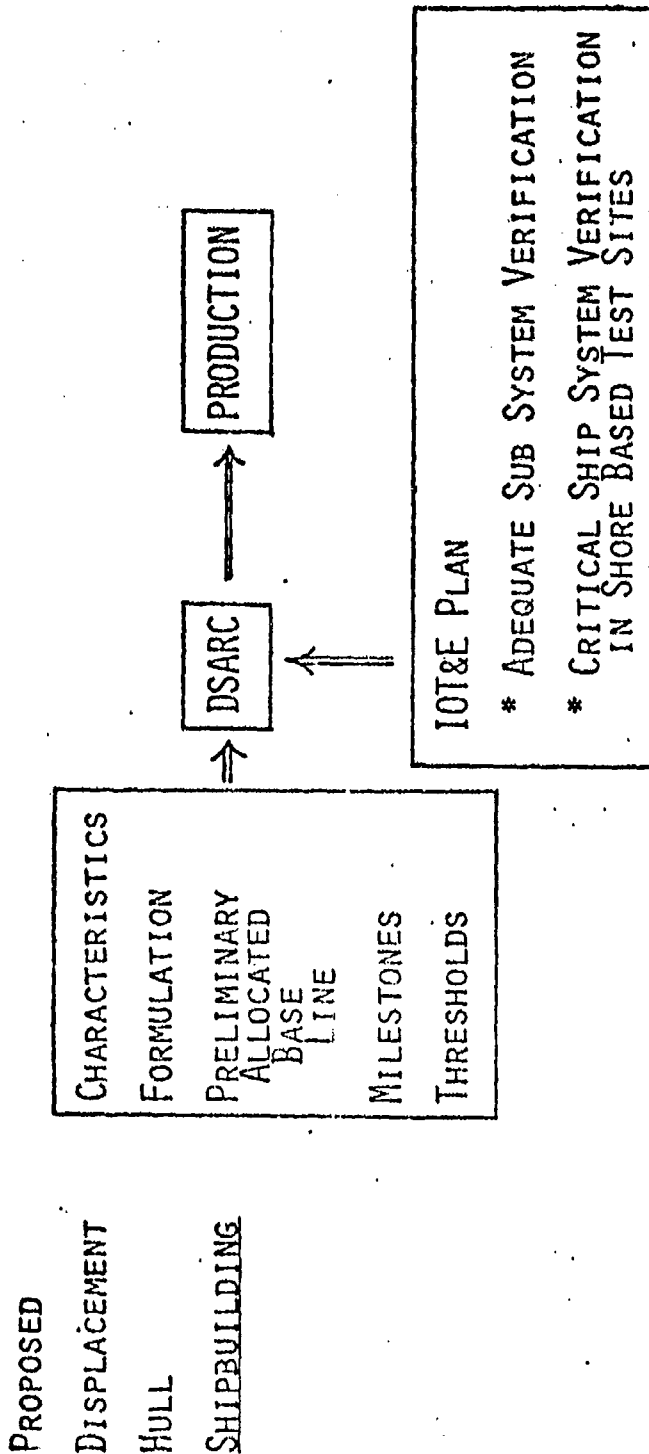 PROPOSED
DISPLACEMENT
HULL
SHIPBUILDING
CHARACTERISTICS
FORMULATION
PRELIMINARY
ALLOCATED
BASE
LINE
MILESTONES
THRESHOLDS
DSARC
PRODUCTION
IOT&E PLAN
* ADEQUATE SUB SYSTEM VERIFICATION
* CRITICAL SHIP SYSTEM VERIFICATION
IN SHORE BASED TEST SITES